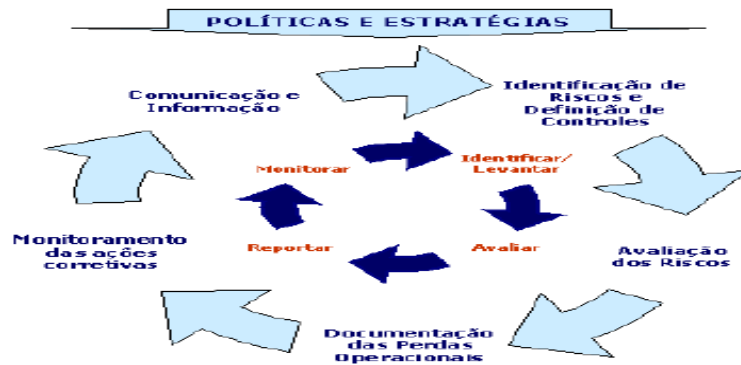 POLÍTICAS E ESTRATÉGIAS
Comunicação e
Informação
Identificação de
Riscos e
Definição de
Controles
Monitorar
Identificar/
Levantar
Monitoramento
das ações
corretivas
Reportar
Avaliar
Avaliação
dos Riscos
Documentação
das Perdas
Operacionais